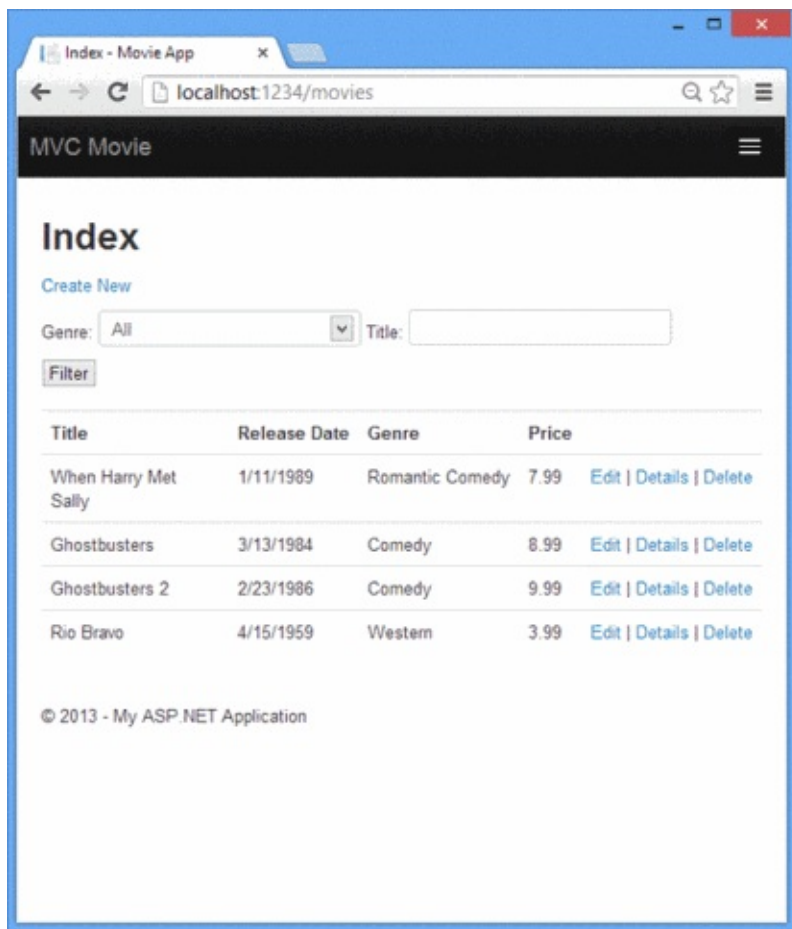 Index - Movie App
localhost:1234/movies
MVC Movie
Index
Create New
Genre: All Title:
Filter
Title Release Date Genre Price
When Harry Met Sally 1/11/1989 Romantic Comedy 7.99 Edit | Details | Delete
Ghostbusters 3/13/1984 Comedy 8.99 Edit | Details | Delete
Ghostbusters 2 2/23/1986 Comedy 9.99 Edit | Details | Delete
Rio Bravo 4/15/1959 Western 3.99 Edit | Details | Delete
© 2013 - My ASP.NET Application